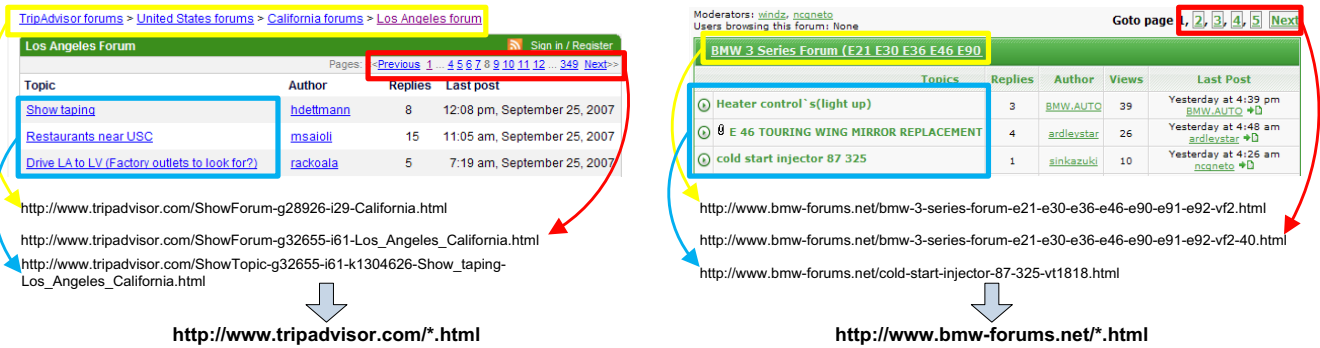 TripAdvisor forums > United States forums > California forums > Los Angeles forum
Los Angeles Forum Sign in / Register
Pages: <<Previous 1 ... 4 5 6 7 8 9 10 11 12 ... 349 Next>>
Topic Author Replies Last post
Show taping hdettmann 8 12:08 pm, September 25, 2007
Restaurants near USC msaioli 15 11:05 am, September 25, 2007
Drive LA to LV (Factory outlets to look for?) rackoala 5 7:19 am, September 25, 2007
http://www.tripadvisor.com/ShowForum-g28926-i29-California.html
http://www.tripadvisor.com/ShowForum-g32655-i61-Los_Angeles_California.html
http://www.tripadvisor.com/ShowTopic-g32655-i61-k1304626-Show_taping-
Los_Angeles_California.html
http://www.tripadvisor.com/*.html
Moderators: windz, ncqneto
Users browsing this forum: None
Goto page 1, 2, 3, 4, 5 Next
BMW 3 Series Forum (E21 E30 E36 E46 E90
Topics Replies Author Views Last Post
Heater control`s(light up) 3 BMW.AUTO 39 Yesterday at 4:39 pm
BMW.AUTO
E 46 TOURING WING MIRROR REPLACEMENT 4 ardleystar 26 Yesterday at 4:48 am
ardleystar
cold start injector 87 325 1 sinkazuki 10 Yesterday at 4:26 am
ncqneto
http://www.bmw-forums.net/bmw-3-series-forum-e21-e30-e36-e46-e90-e91-e92-vf2.html
http://www.bmw-forums.net/bmw-3-series-forum-e21-e30-e36-e46-e90-e91-e92-vf2-40.html
http://www.bmw-forums.net/cold-start-injector-87-325-vt1818.html
http://www.bmw-forums.net/*.html